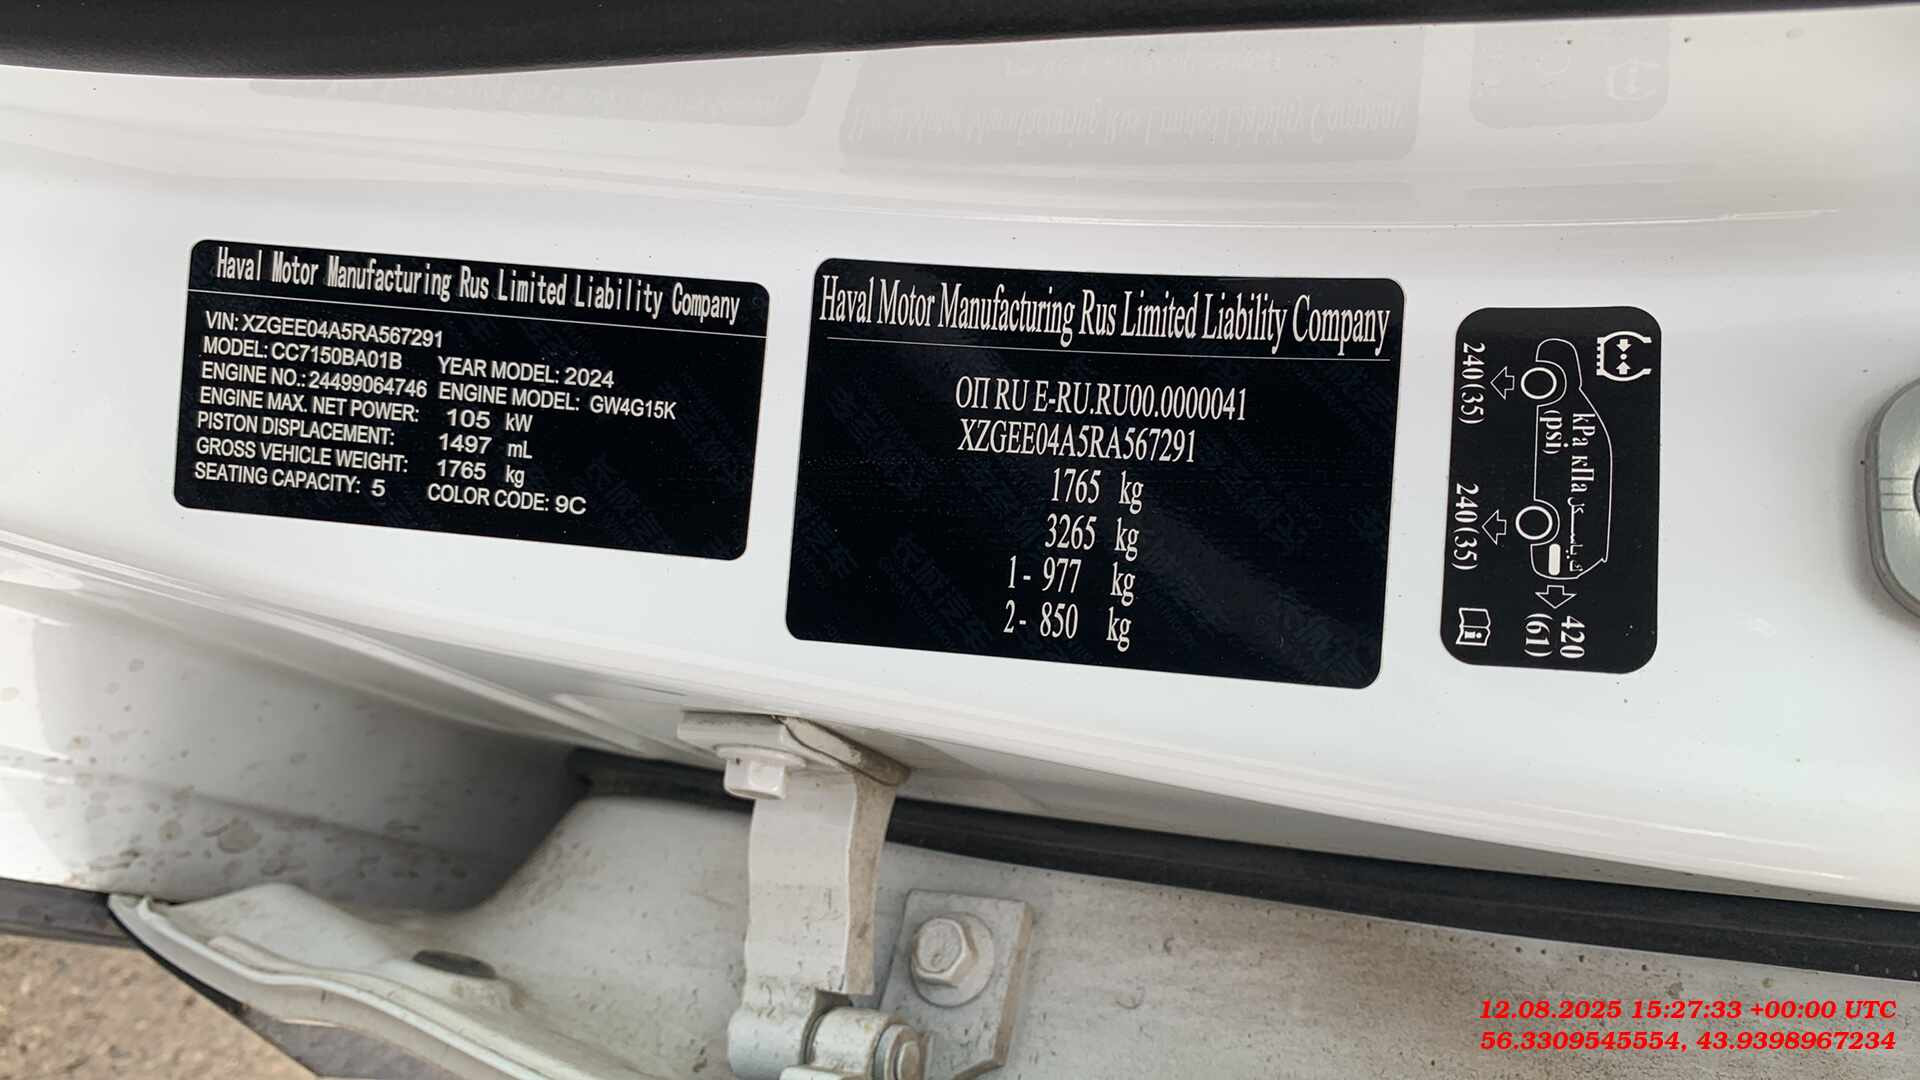 Haval Motor Manufacturing Rus Limited Liability Company
VIN: XZGEE04A5RA567291
MODEL: CC7150BA01B YEAR MODEL: 2024
ENGINE NO.: 24499064746 ENGINE MODEL: GW4G15K
ENGINE MAX. NET POWER: 105 kW
PISTON DISPLACEMENT: 1497 mL
GROSS VEHICLE WEIGHT: 1765 kg
SEATING CAPACITY: 5 COLOR CODE: 9C
Haval Motor Manufacturing Rus Limited Liability Company
ОП RU E-RU.RU00.0000041
XZGEE04A5RA567291
1765 kg
3265 kg
1- 977 kg
2- 850 kg
kPa кПа كيلو باسكال
(psi)
240(35)
240(35)
420
(61)
12.08.2025 15:27:33 +00:00 UTC
56.3309545554, 43.9398967234